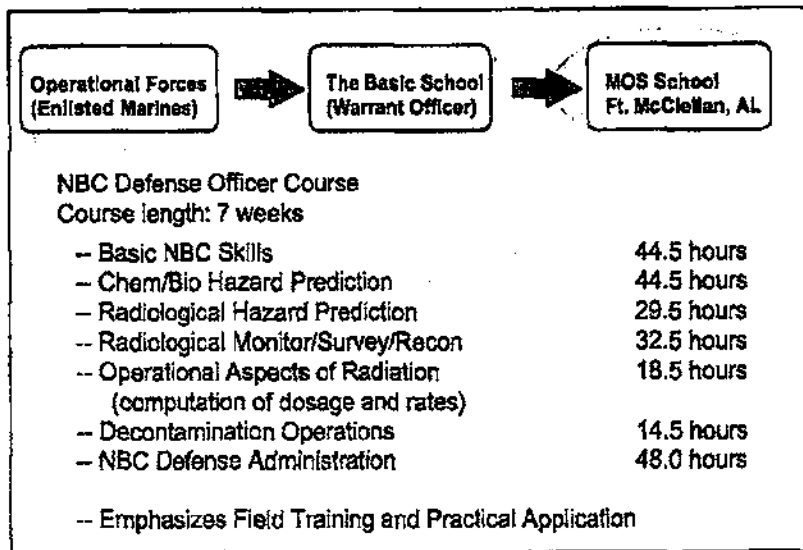 Operational Forces
(Enlisted Marines)
The Basic School
(Warrant Officer)
MOS School
Ft. McClellan, AL
NBC Defense Officer Course
Course length: 7 weeks
-- Basic NBC Skills 44.5 hours
-- Chem/Bio Hazard Prediction 44.5 hours
-- Radiological Hazard Prediction 29.5 hours
-- Radiological Monitor/Survey/Recon 32.5 hours
-- Operational Aspects of Radiation 18.5 hours
(computation of dosage and rates)
-- Decontamination Operations 14.5 hours
-- NBC Defense Administration 48.0 hours
-- Emphasizes Field Training and Practical Application